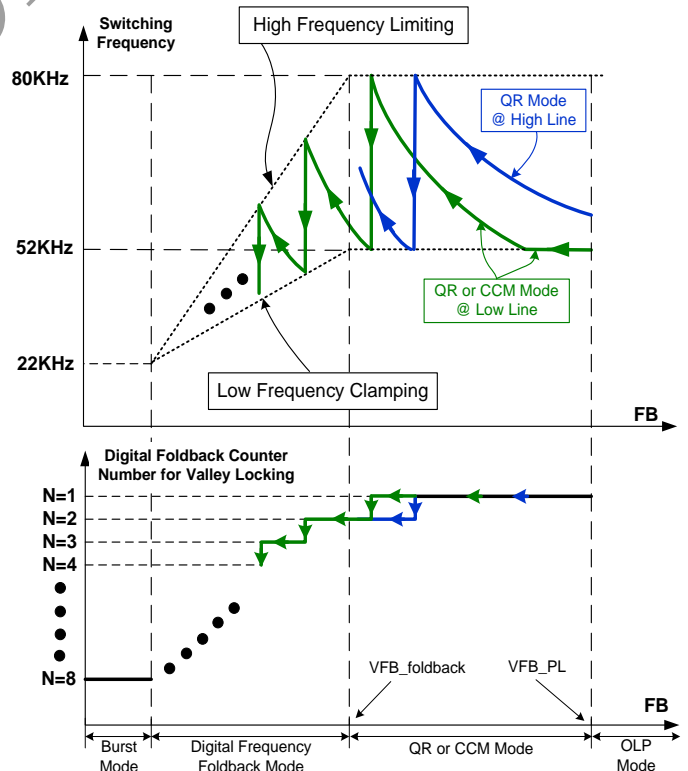 Switching
Frequency
High Frequency Limiting
80KHz
QR Mode
@ High Line
52KHz
QR or CCM Mode
@ Low Line
22KHz
Low Frequency Clamping
FB
Digital Foldback Counter
Number for Valley Locking
N=1
N=2
N=3
N=4
N=8
VFB_foldback
VFB_PL
FB
Burst
Mode
Digital Frequency
Foldback Mode
QR or CCM Mode
OLP
Mode